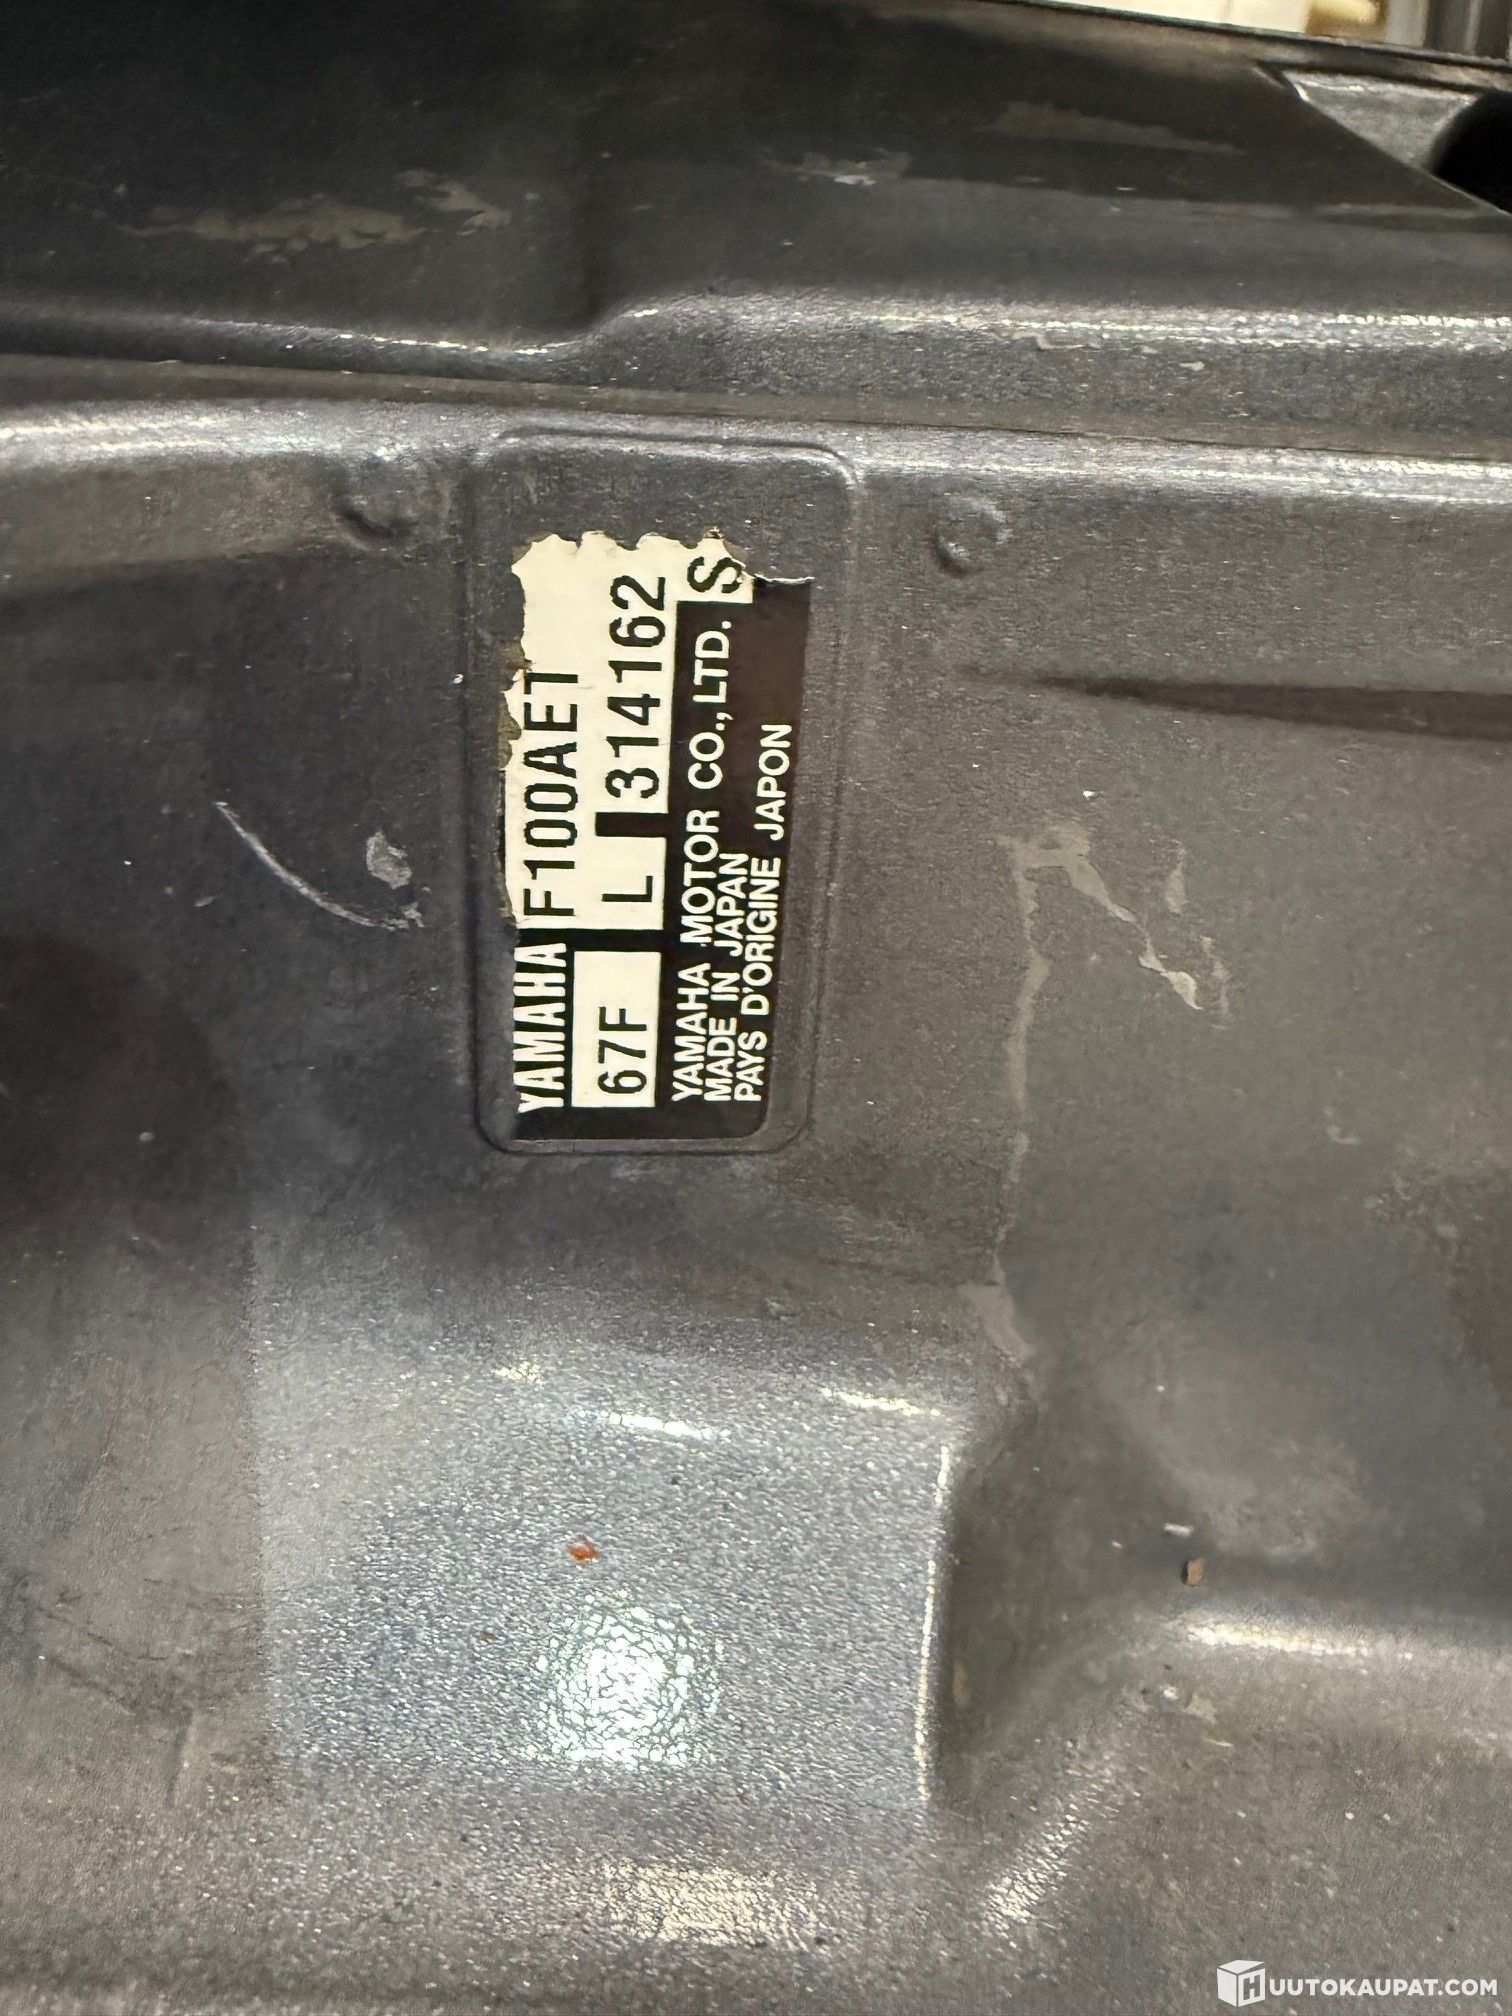 YAMAHA F100AET
67F L 314162
YAMAHA MOTOR CO., LTD. S
MADE IN JAPAN
PAYS D'ORIGINE JAPON
HUUTOKAUPAT.COM